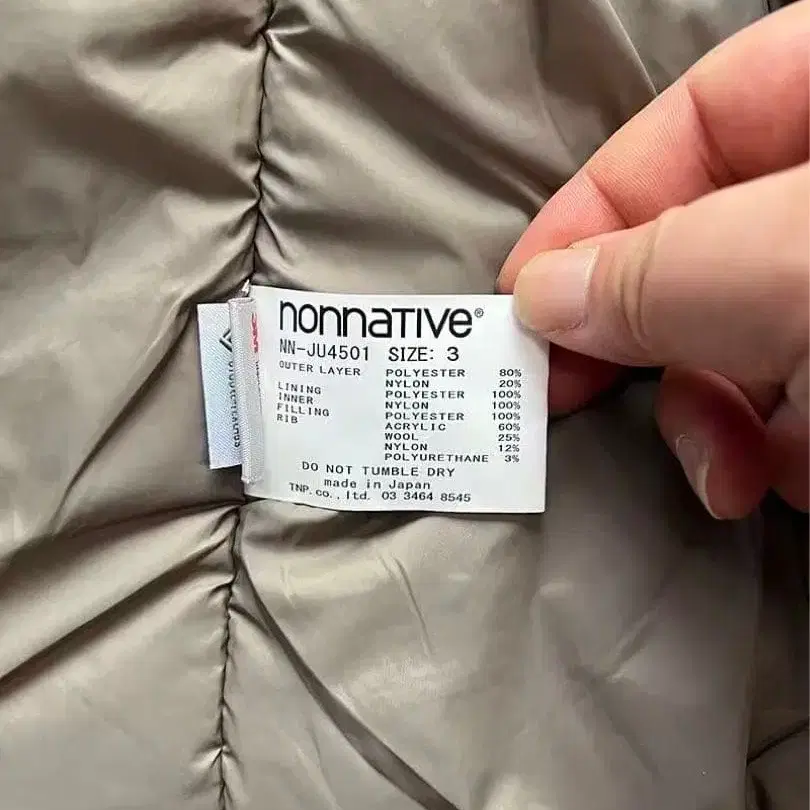 nonnative®
NN-JU4501 SIZE: 3
OUTER LAYER POLYESTER 80%
NYLON 20%
LINING POLYESTER 100%
INNER NYLON 100%
FILLING POLYESTER 100%
RIB ACRYLIC 60%
WOOL 25%
NYLON 12%
POLYURETHANE 3%
DO NOT TUMBLE DRY
made in Japan
TNP.co.,ltd. 03 3464 8545